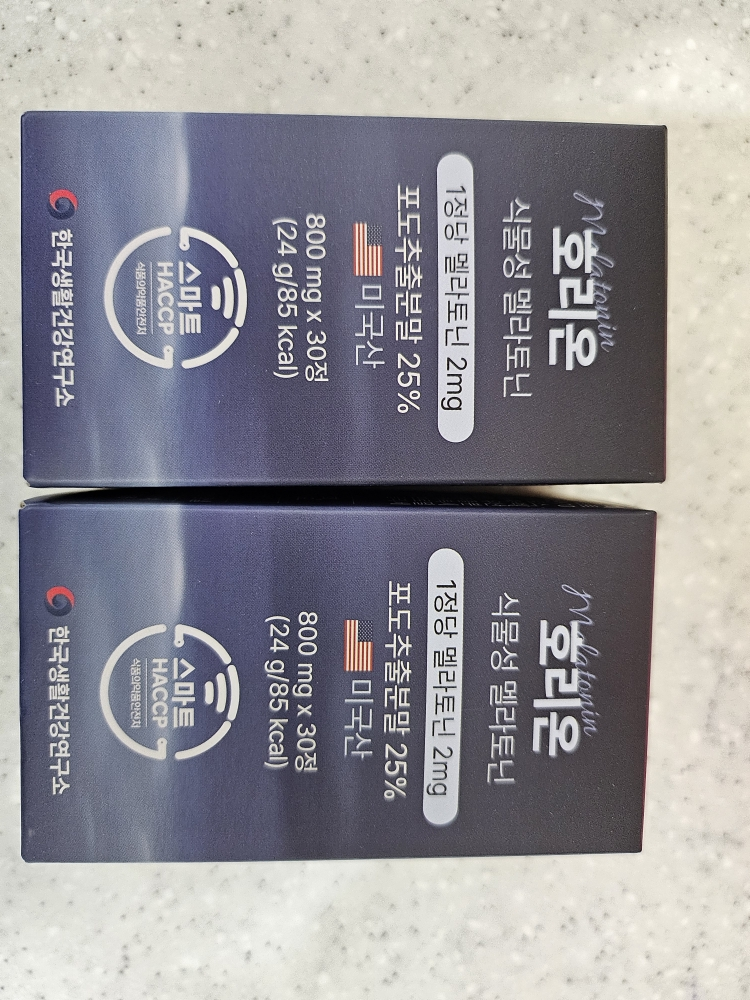 Melatonin
호리온
식물성 멜라토닌
1정당 멜라토닌 2mg
포도추출분말 25%
미국산
800 mg x 30정
(24 g/85 kcal)
스마트
HACCP
식품의약품안전처
한국생활건강연구소
Melatonin
호리온
식물성 멜라토닌
1정당 멜라토닌 2mg
포도추출분말 25%
미국산
800 mg x 30정
(24 g/85 kcal)
스마트
HACCP
식품의약품안전처
한국생활건강연구소